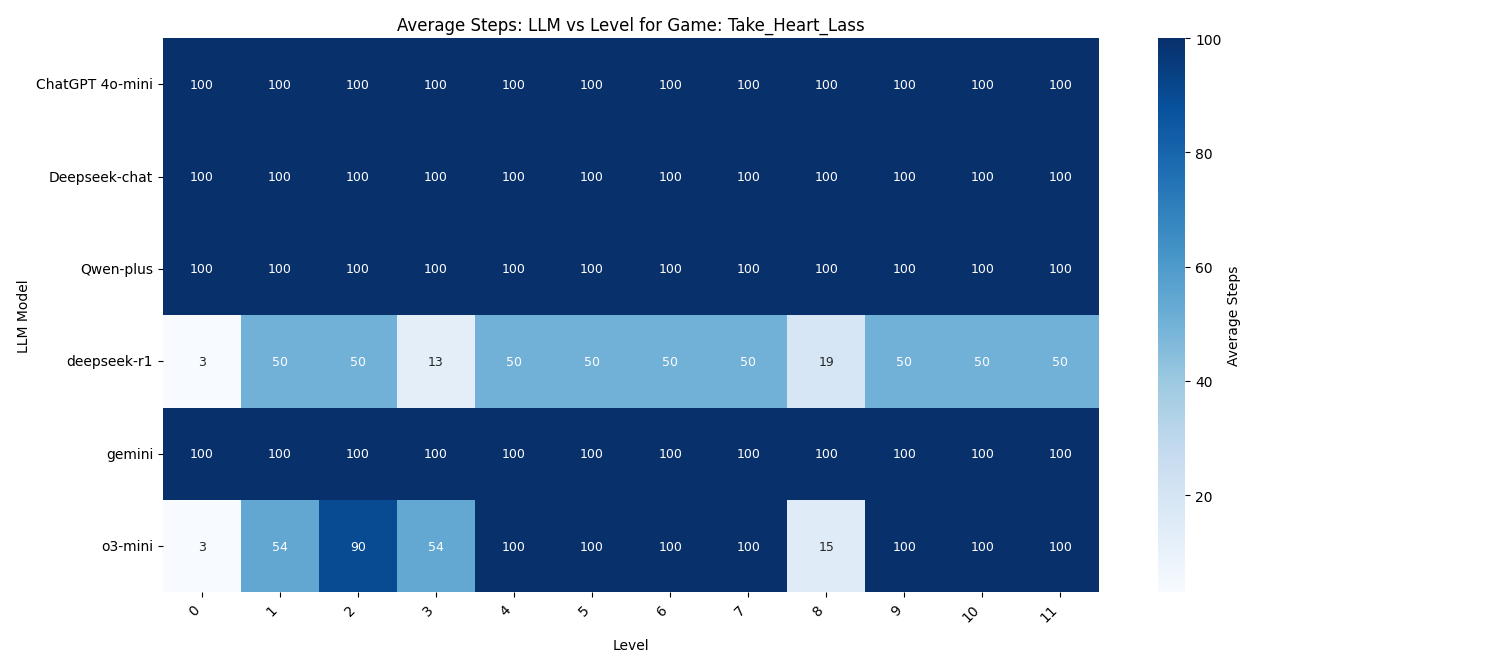 Average Steps: LLM vs Level for Game: Take_Heart_Lass
LLM Model
ChatGPT 4o-mini 100 100 100 100 100 100 100 100 100 100 100 100
Deepseek-chat 100 100 100 100 100 100 100 100 100 100 100 100
Qwen-plus 100 100 100 100 100 100 100 100 100 100 100 100
deepseek-r1 3 50 50 13 50 50 50 50 19 50 50 50
gemini 100 100 100 100 100 100 100 100 100 100 100 100
o3-mini 3 54 90 54 100 100 100 100 15 100 100 100
0 1 2 3 4 5 6 7 8 9 10 11
Level
100
80
60
40
20
Average Steps